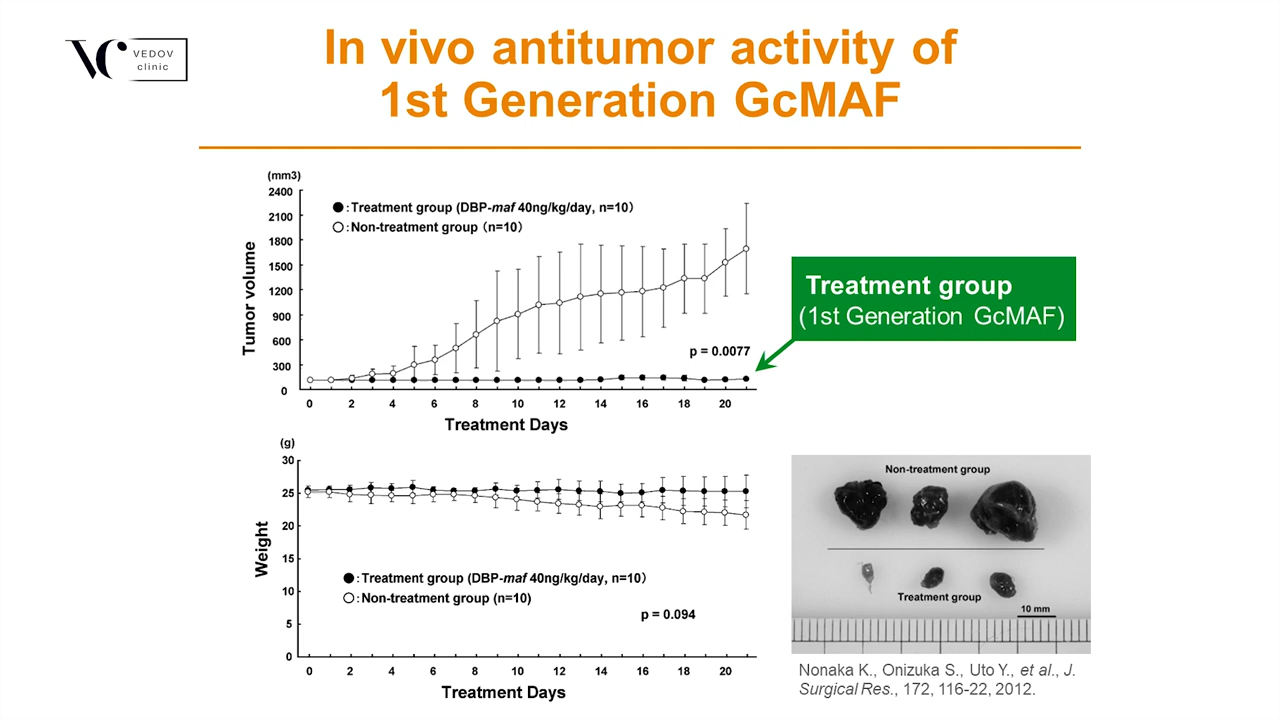 VC
VEDOV
clinic
In vivo antitumor activity of
1st Generation GcMAF
(mm3)
2400
2100
1800
1500
1200
900
600
300
0
Tumor volume
●:Treatment group (DBP-maf 40ng/kg/day, n=10)
○:Non-treatment group (n=10)
p = 0.0077
0 2 4 6 8 10 12 14 16 18 20
Treatment Days
Treatment group
(1st Generation GcMAF)
(g)
30
25
20
15
10
5
0
Weight
●:Treatment group (DBP-maf 40ng/kg/day, n=10)
○:Non-treatment group (n=10)
p = 0.094
0 2 4 6 8 10 12 14 16 18 20
Treatment Days
Non-treatment group
Treatment group
10 mm
Nonaka K., Onizuka S., Uto Y., et al., J.
Surgical Res., 172, 116-22, 2012.